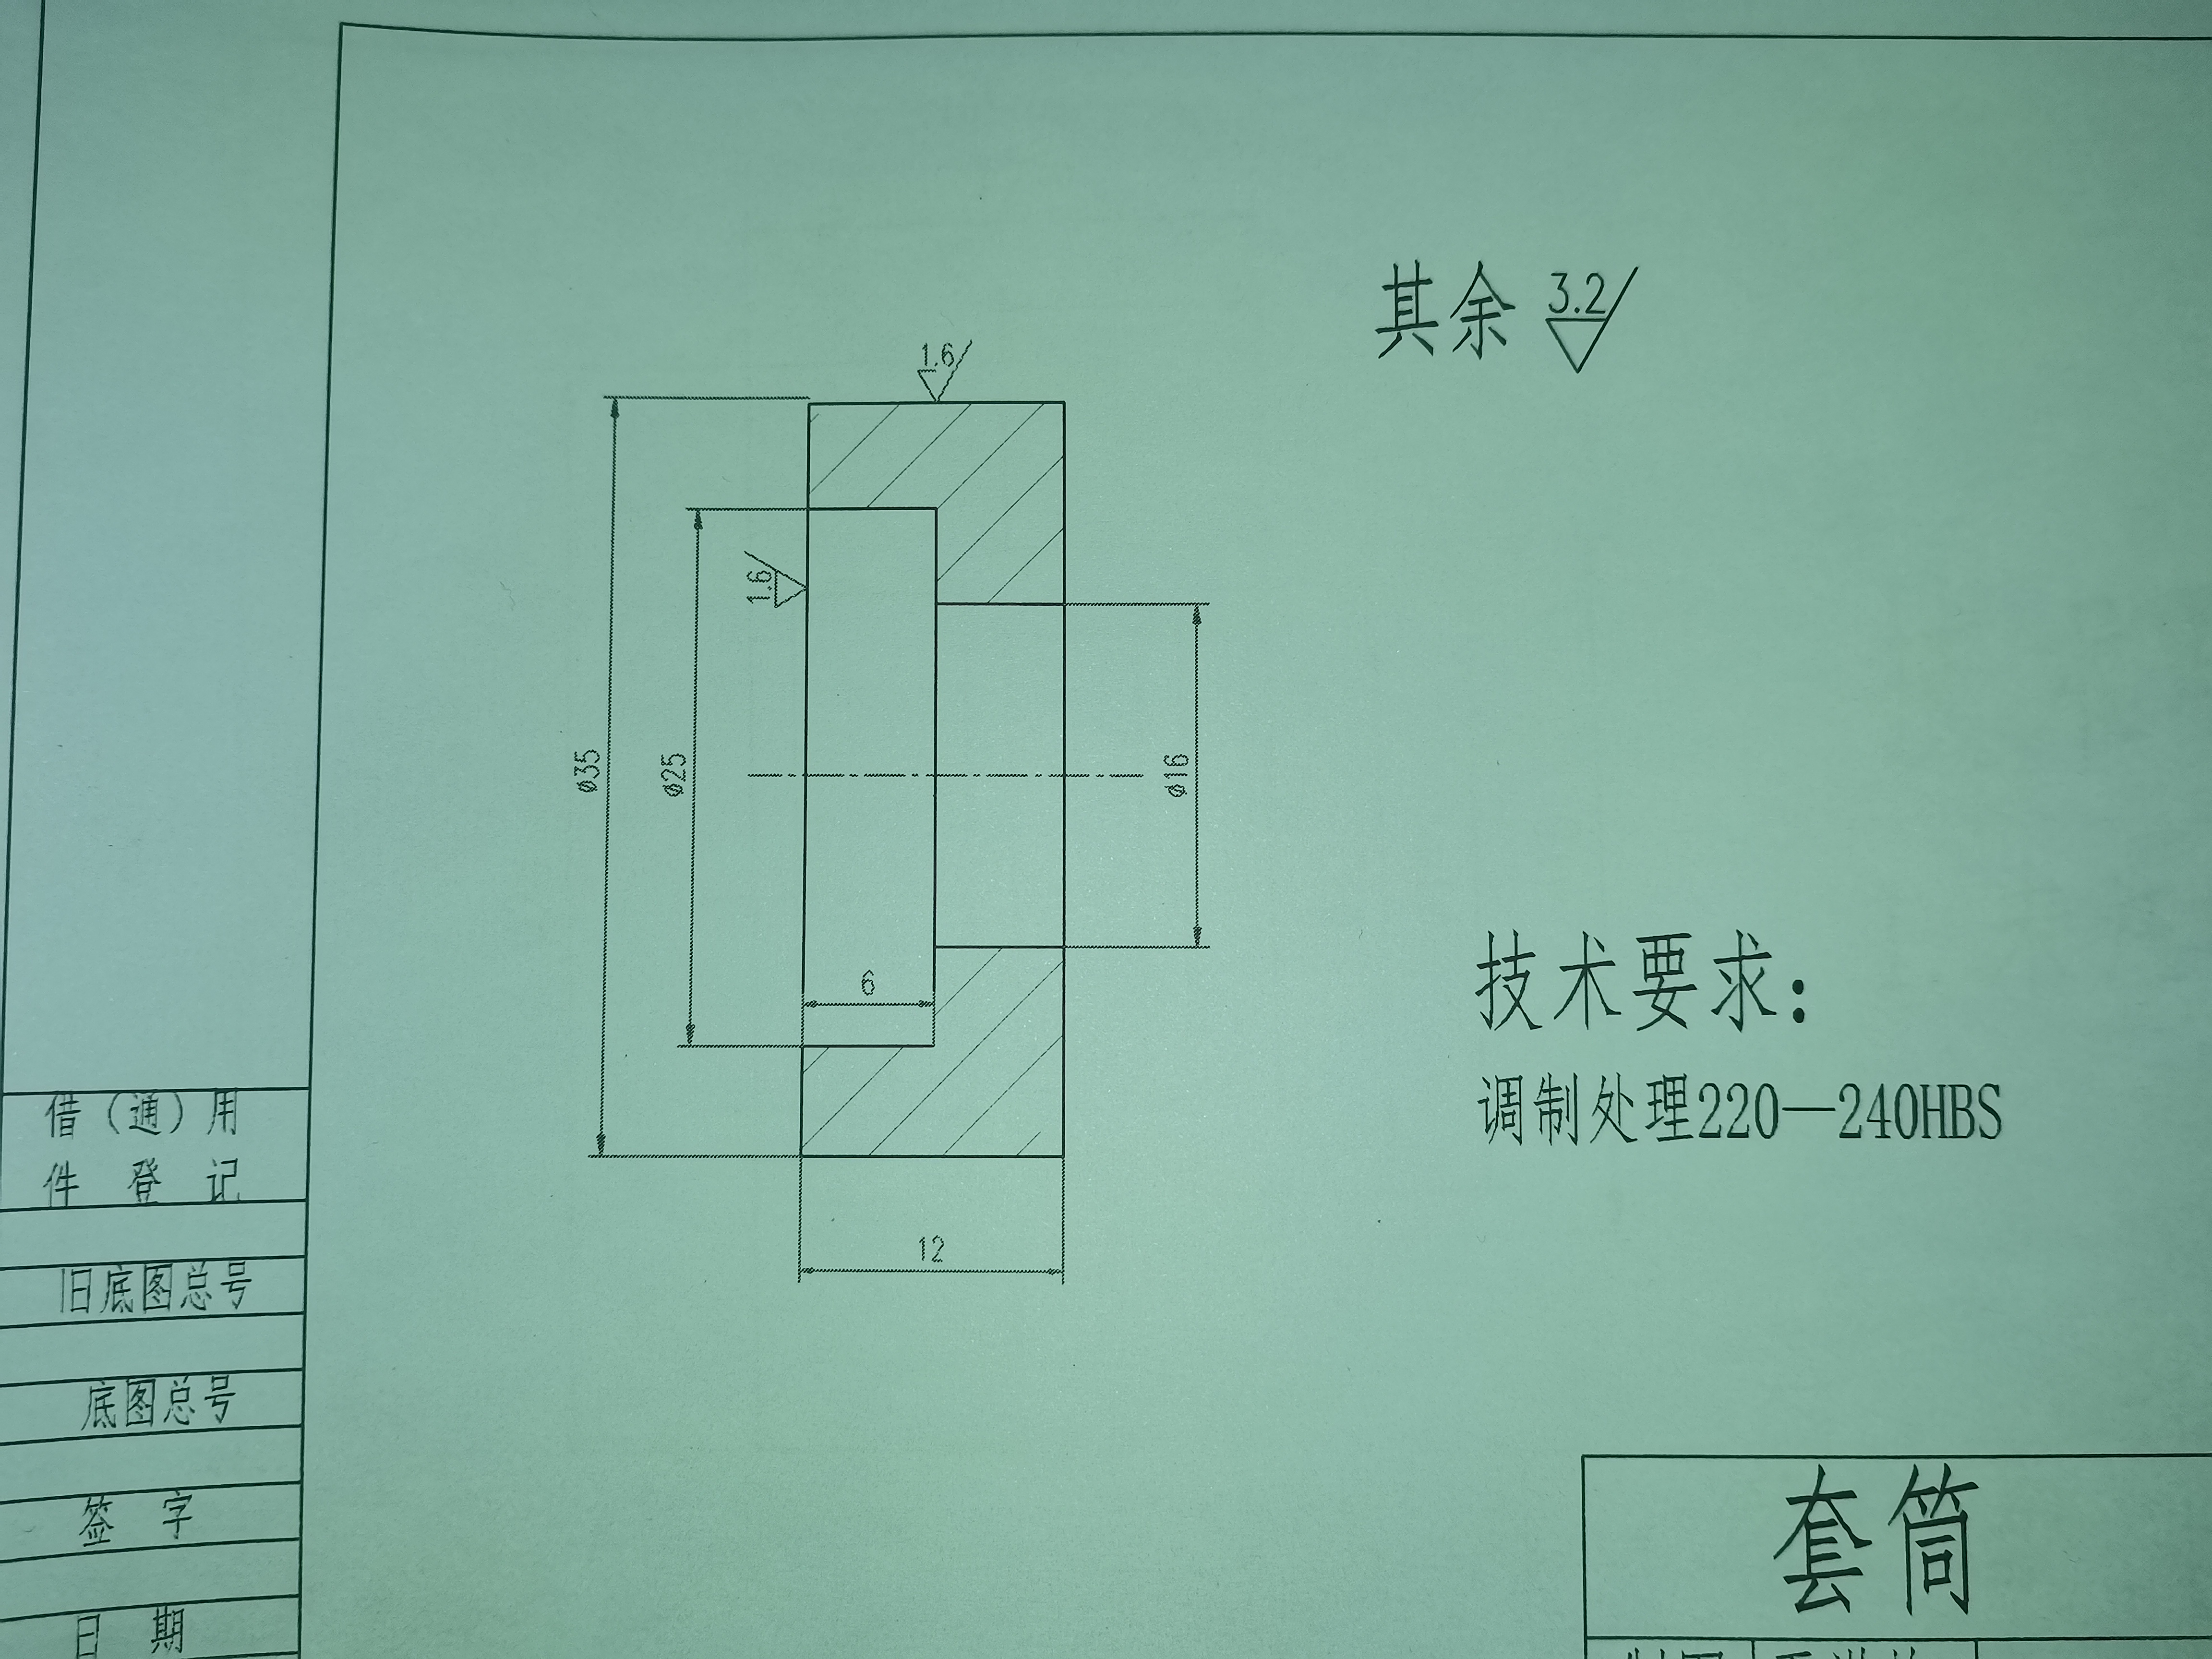 其余 3.2
1.6
1.6
ø35
ø25
ø16
6
12
技术要求:
调制处理220—240HBS
借(通)用
件 登 记
旧底图总号
底图总号
签 字
日 期
套筒
制图